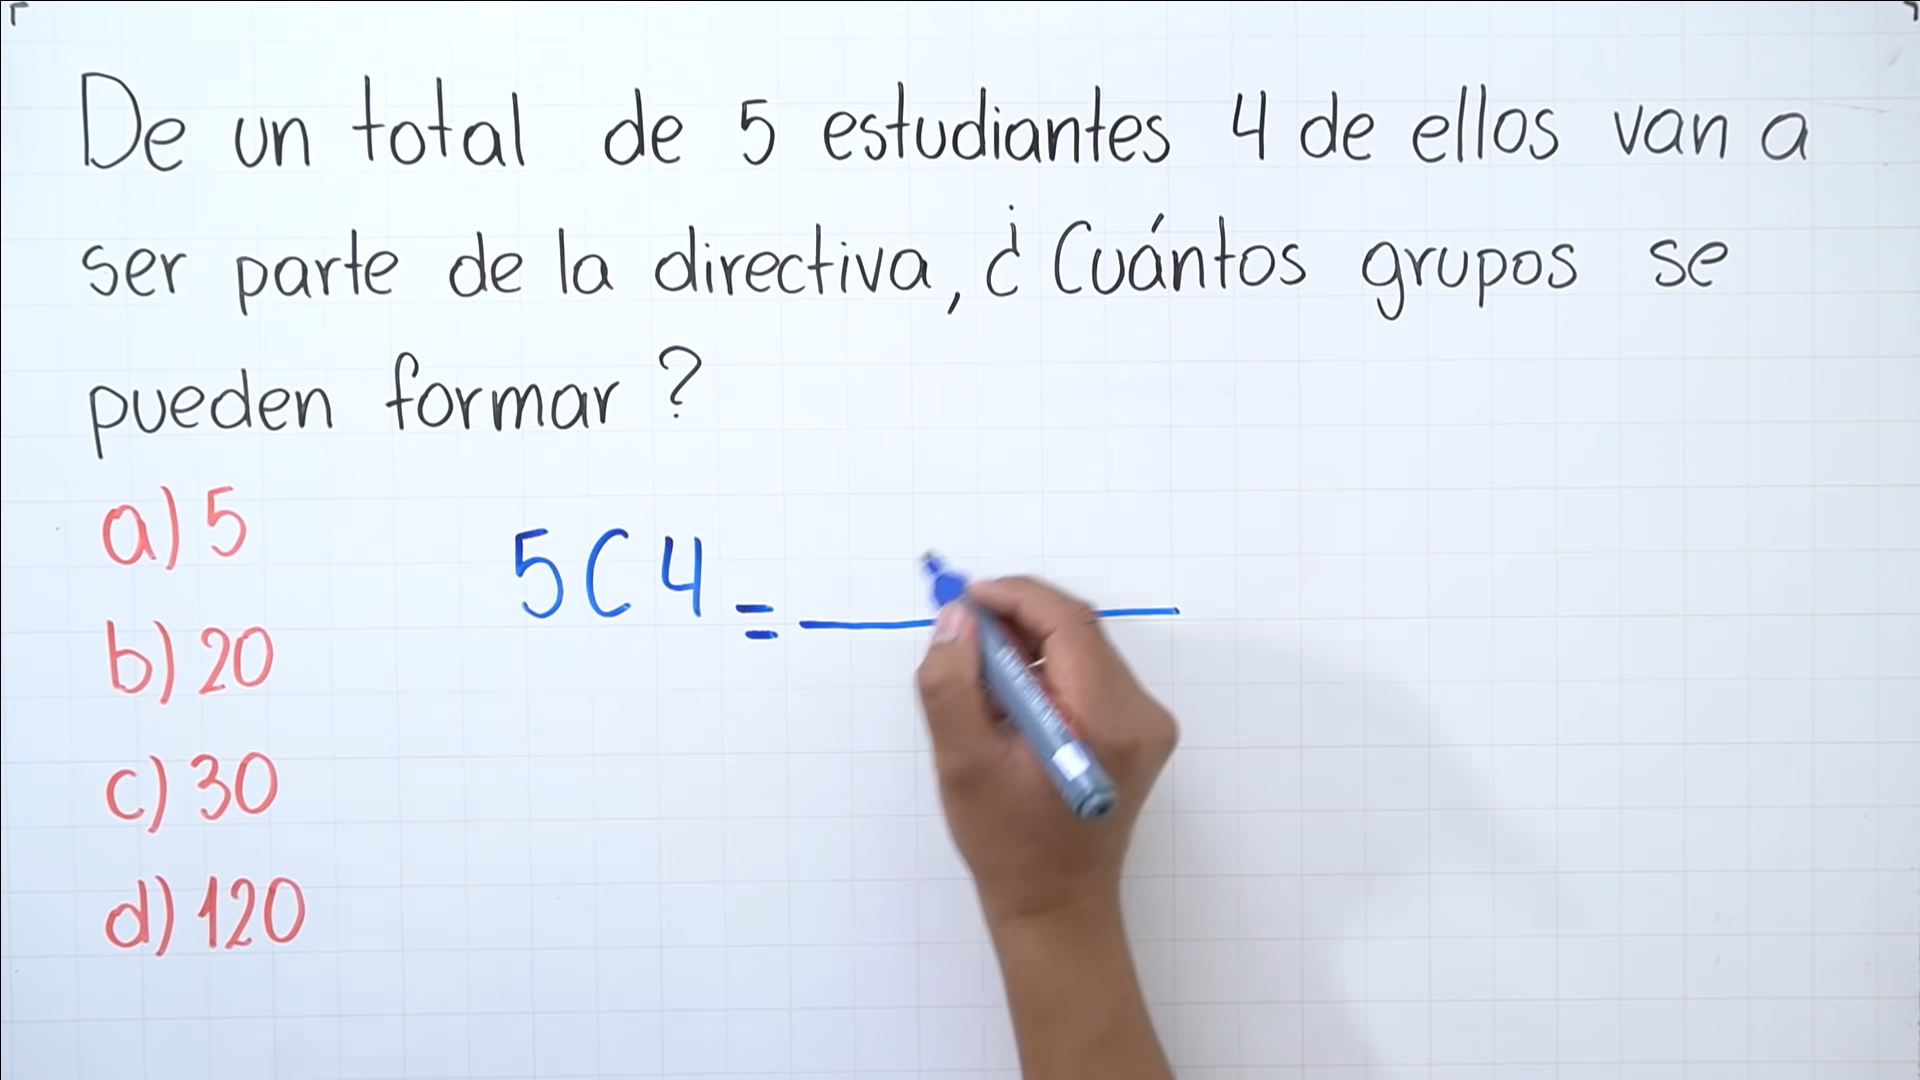 De un total de 5 estudiantes 4 de ellos van a
ser parte de la directiva, ¿Cuántos grupos se
pueden formar?
a) 5
5C4=
b) 20
c) 30
d) 120